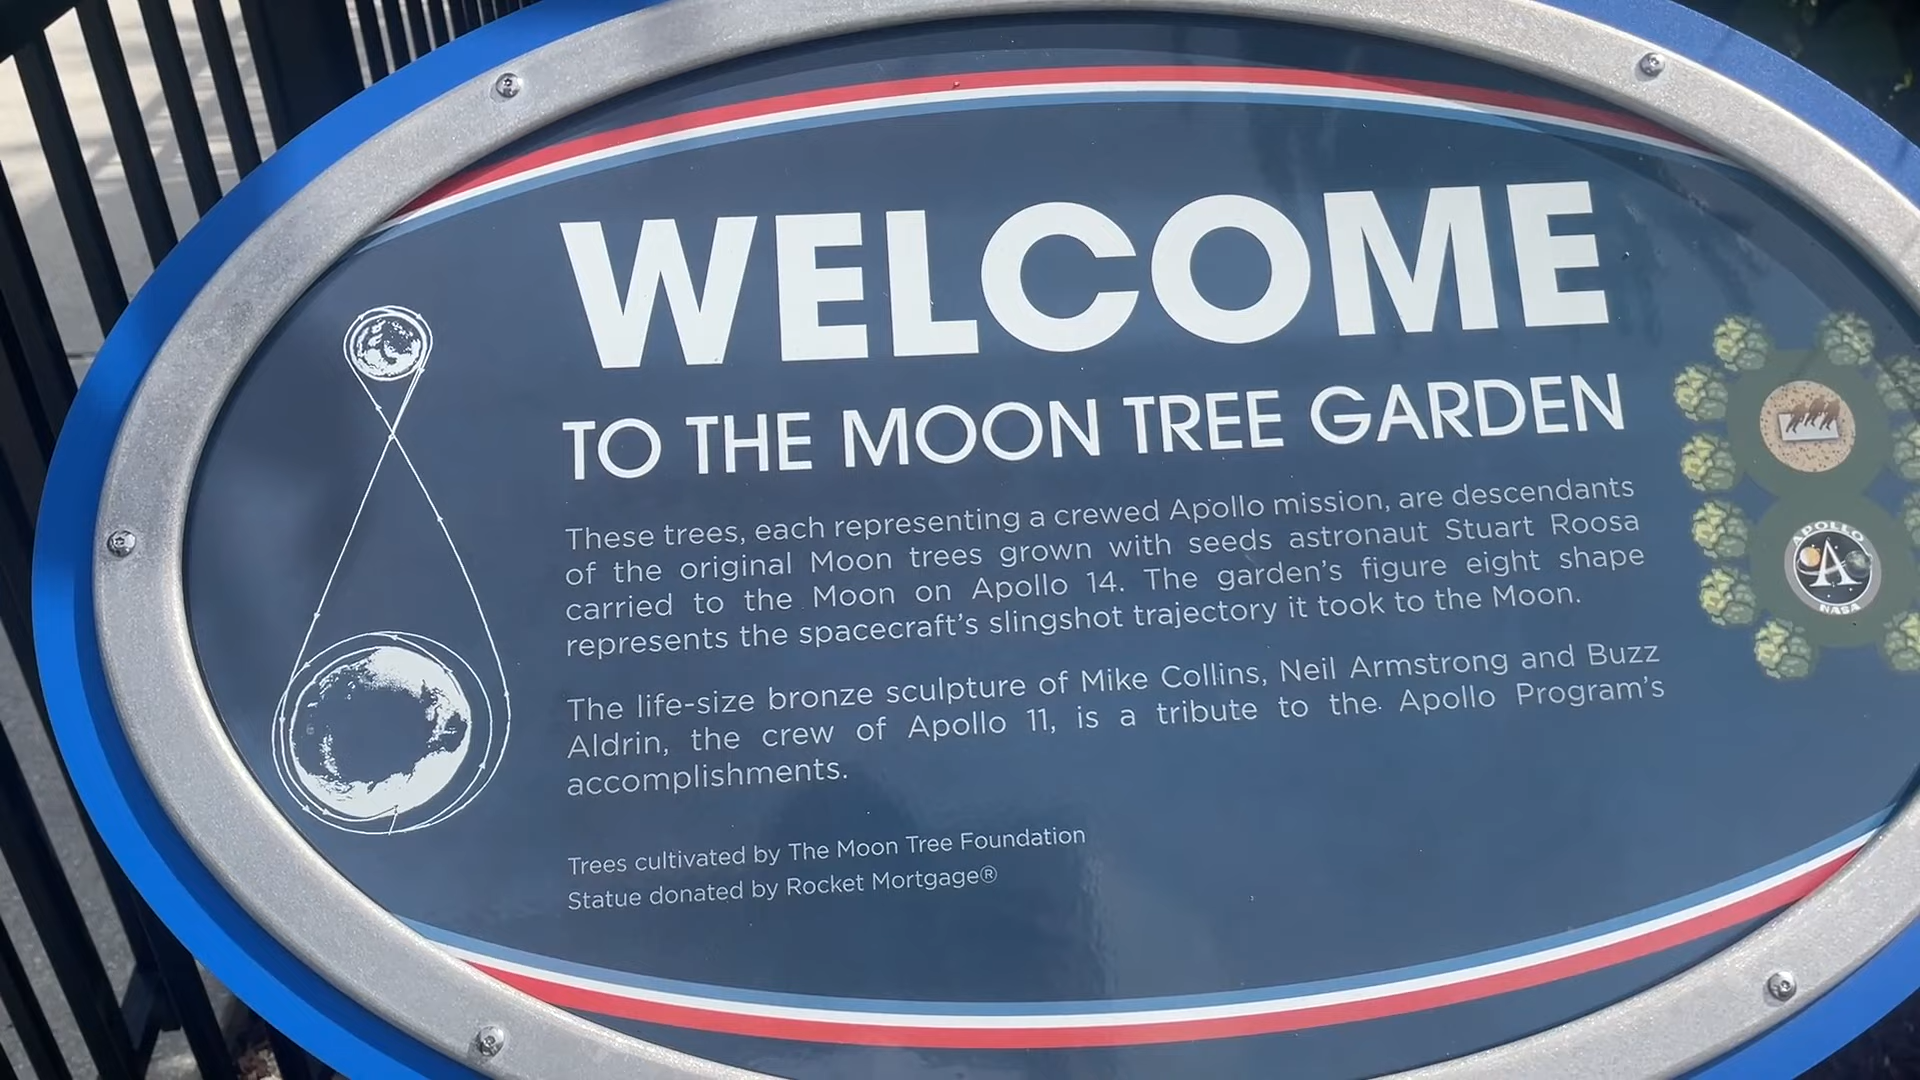 WELCOME
TO THE MOON TREE GARDEN
These trees, each representing a crewed Apollo mission, are descendants
of the original Moon trees grown with seeds astronaut Stuart Roosa
carried to the Moon on Apollo 14. The garden's figure eight shape
represents the spacecraft's slingshot trajectory it took to the Moon.
The life-size bronze sculpture of Mike Collins, Neil Armstrong and Buzz
Aldrin, the crew of Apollo 11, is a tribute to the Apollo Program's
accomplishments.
Trees cultivated by The Moon Tree Foundation
Statue donated by Rocket Mortgage®
APOLLO
A
NASA